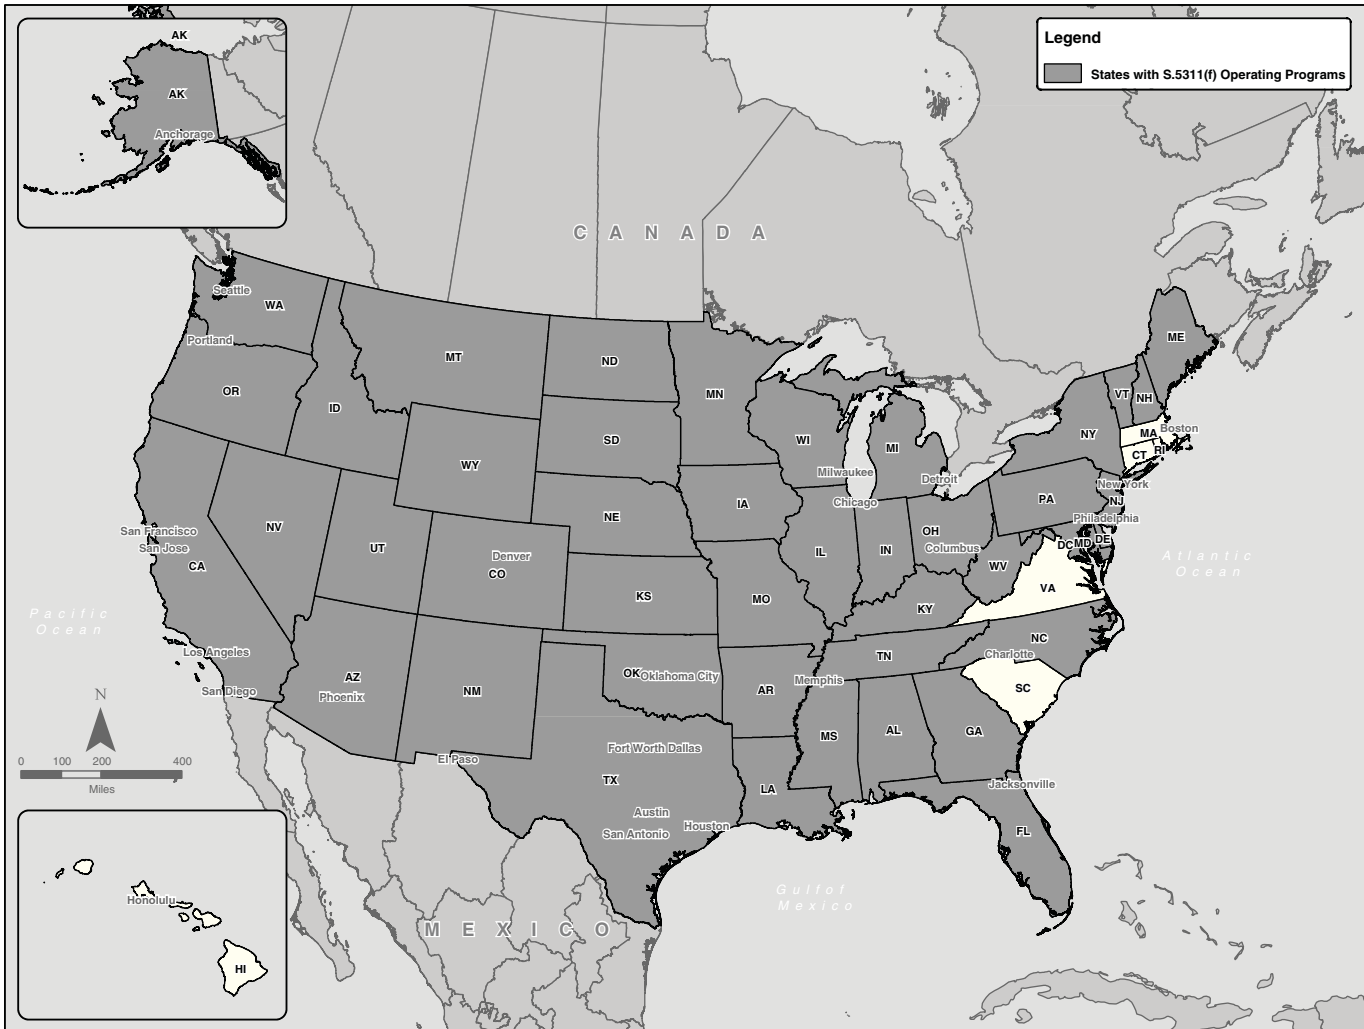 AK
AK
Anchorage
Legend
States with S.5311(f) Operating Programs
C A N A D A
Seattle
WA
Portland
OR
ID
MT
ND
MN
SD
WY
NE
IA
WI
MI
Milwaukee
Chicago
Detroit
ME
VT
NH
NY
MA
Boston
CT
RI
New York
PA
NJ
Philadelphia
San Francisco
San Jose
CA
NV
UT
Denver
CO
KS
MO
IL
IN
OH
Columbus
WV
DC
MD
DE
VA
KY
Atlantic
Ocean
Pacific
Ocean
Los Angeles
San Diego
AZ
Phoenix
NM
OK
Oklahoma City
AR
Memphis
TN
NC
Charlotte
SC
MS
AL
GA
El Paso
Fort Worth Dallas
TX
Austin
San Antonio
Houston
LA
Jacksonville
FL
N
0 100 200 400
Miles
Honolulu
HI
Gulf of
Mexico
M E X I C O